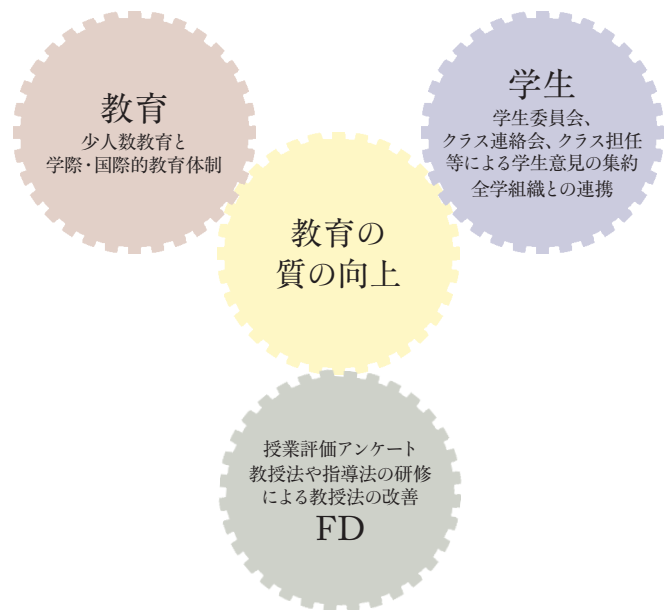 教育
少人数教育と
学際・国際的教育体制
学生
学生委員会、
クラス連絡会、クラス担任
等による学生意見の集約
全学組織との連携
教育の
質の向上
授業評価アンケート
教授法や指導法の研修
による教授法の改善
FD